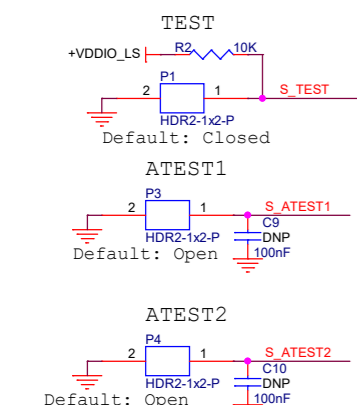 TEST
+VDDIO_LS R2 10K
P1
2 1 S_TEST
HDR2-1x2-P
Default: Closed
ATEST1
P3
2 1 S_ATEST1
C9
HDR2-1x2-P DNP
Default: Open 100nF
ATEST2
P4
2 1 S_ATEST2
C10
HDR2-1x2-P DNP
Default: Open 100nF